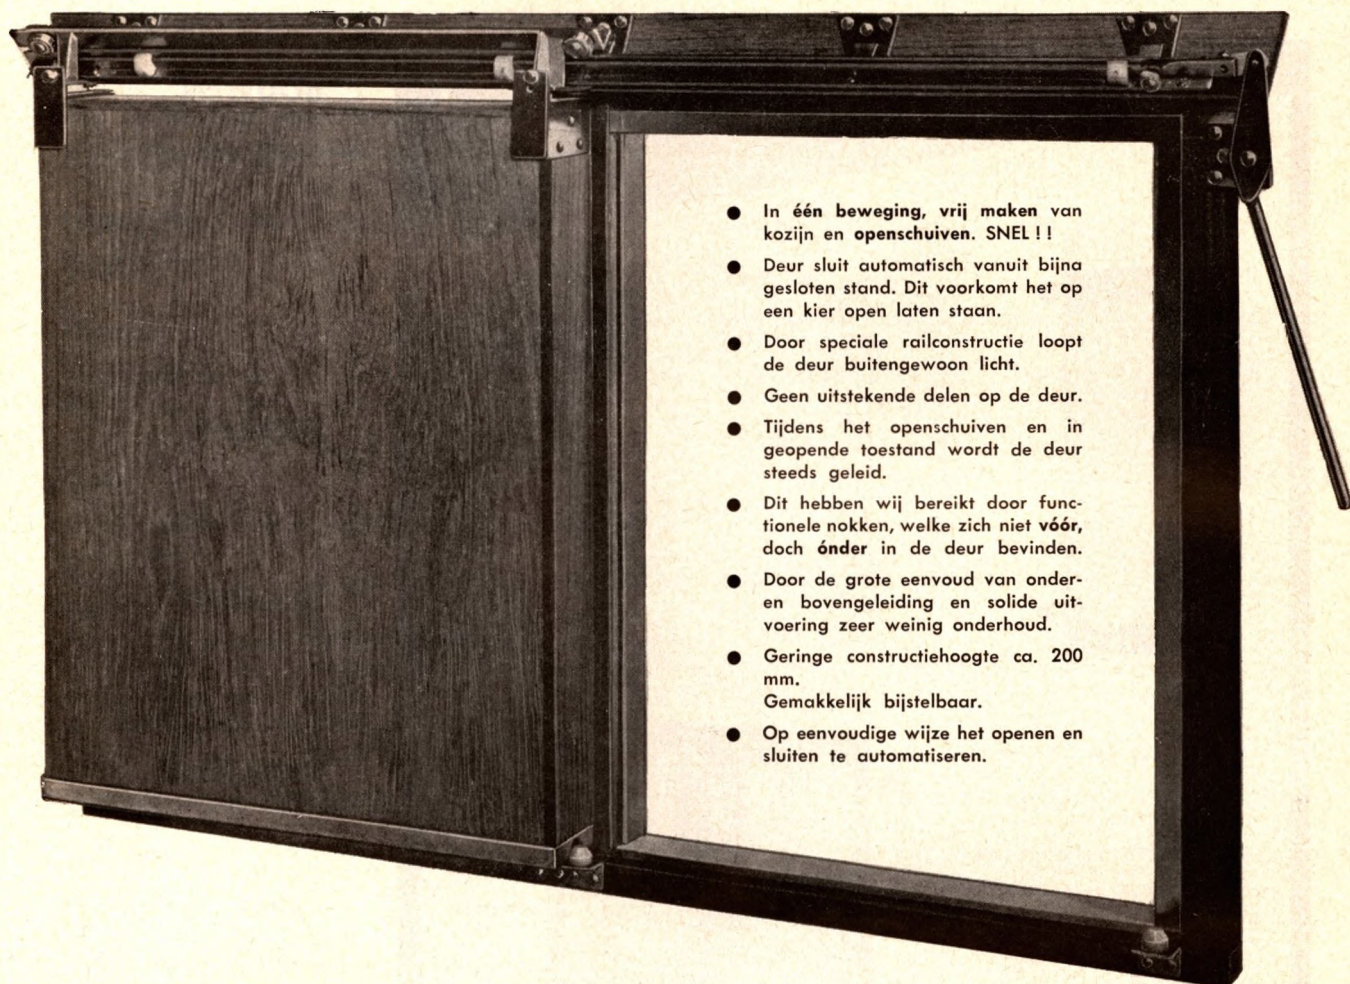 ● In één beweging, vrij maken van
kozijn en openschuiven. SNEL ! !
● Deur sluit automatisch vanuit bijna
gesloten stand. Dit voorkomt het op
een kier open laten staan.
● Door speciale railconstructie loopt
de deur buitengewoon licht.
● Geen uitstekende delen op de deur.
● Tijdens het openschuiven en in
geopende toestand wordt de deur
steeds geleid.
● Dit hebben wij bereikt door func-
tionele nokken, welke zich niet vóór,
doch ónder in de deur bevinden.
● Door de grote eenvoud van onder-
en bovengeleiding en solide uit-
voering zeer weinig onderhoud.
● Geringe constructiehoogte ca. 200
mm.
Gemakkelijk bijstelbaar.
● Op eenvoudige wijze het openen en
sluiten te automatiseren.